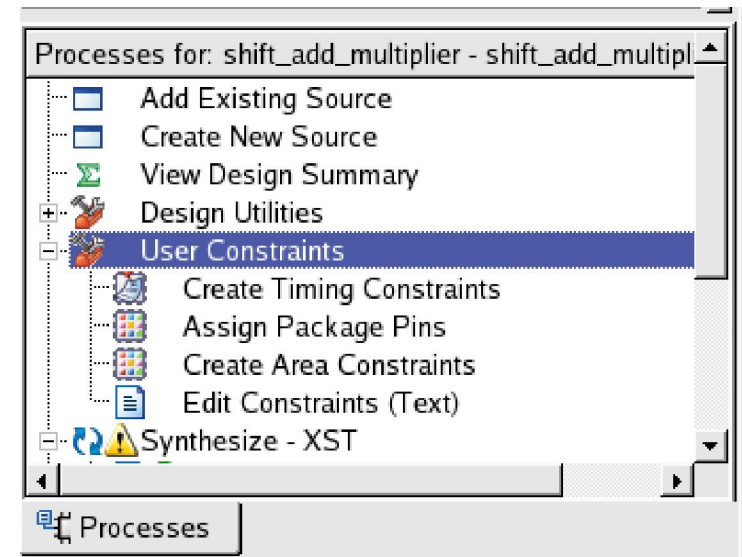 Processes for: shift_add_multiplier - shift_add_multipl
Add Existing Source
Create New Source
View Design Summary
Design Utilities
User Constraints
Create Timing Constraints
Assign Package Pins
Create Area Constraints
Edit Constraints (Text)
Synthesize - XST
Processes